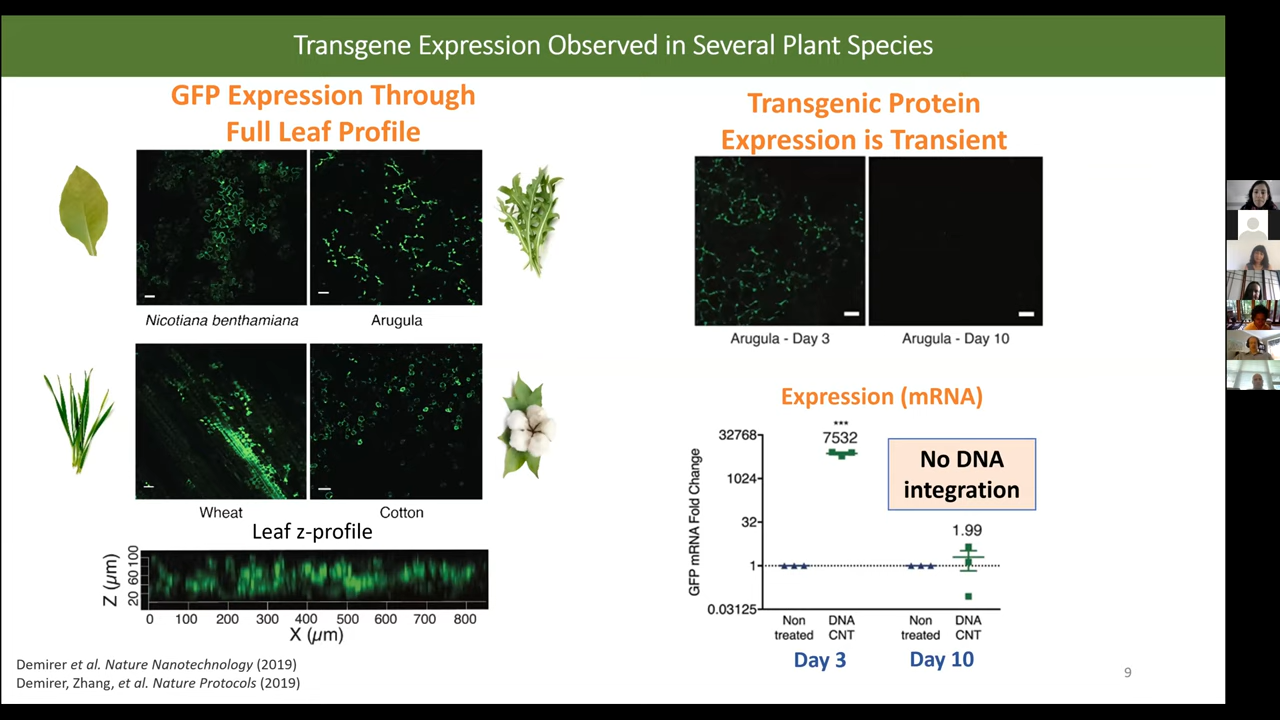 Transgene Expression Observed in Several Plant Species
GFP Expression Through
Full Leaf Profile
Nicotiana benthamiana
Arugula
Wheat
Cotton
Leaf z-profile
Z (µm)
20 60 100
0 100 200 300 400 500 600 700 800
X (µm)
Demirer et al. Nature Nanotechnology (2019)
Demirer, Zhang, et al. Nature Protocols (2019)
Transgenic Protein
Expression is Transient
Arugula - Day 3
Arugula - Day 10
Expression (mRNA)
GFP mRNA Fold Change
32768
1024
32
1
0.03125
***
7532
No DNA
integration
1.99
Non
treated
DNA
CNT
Non
treated
DNA
CNT
Day 3
Day 10
9